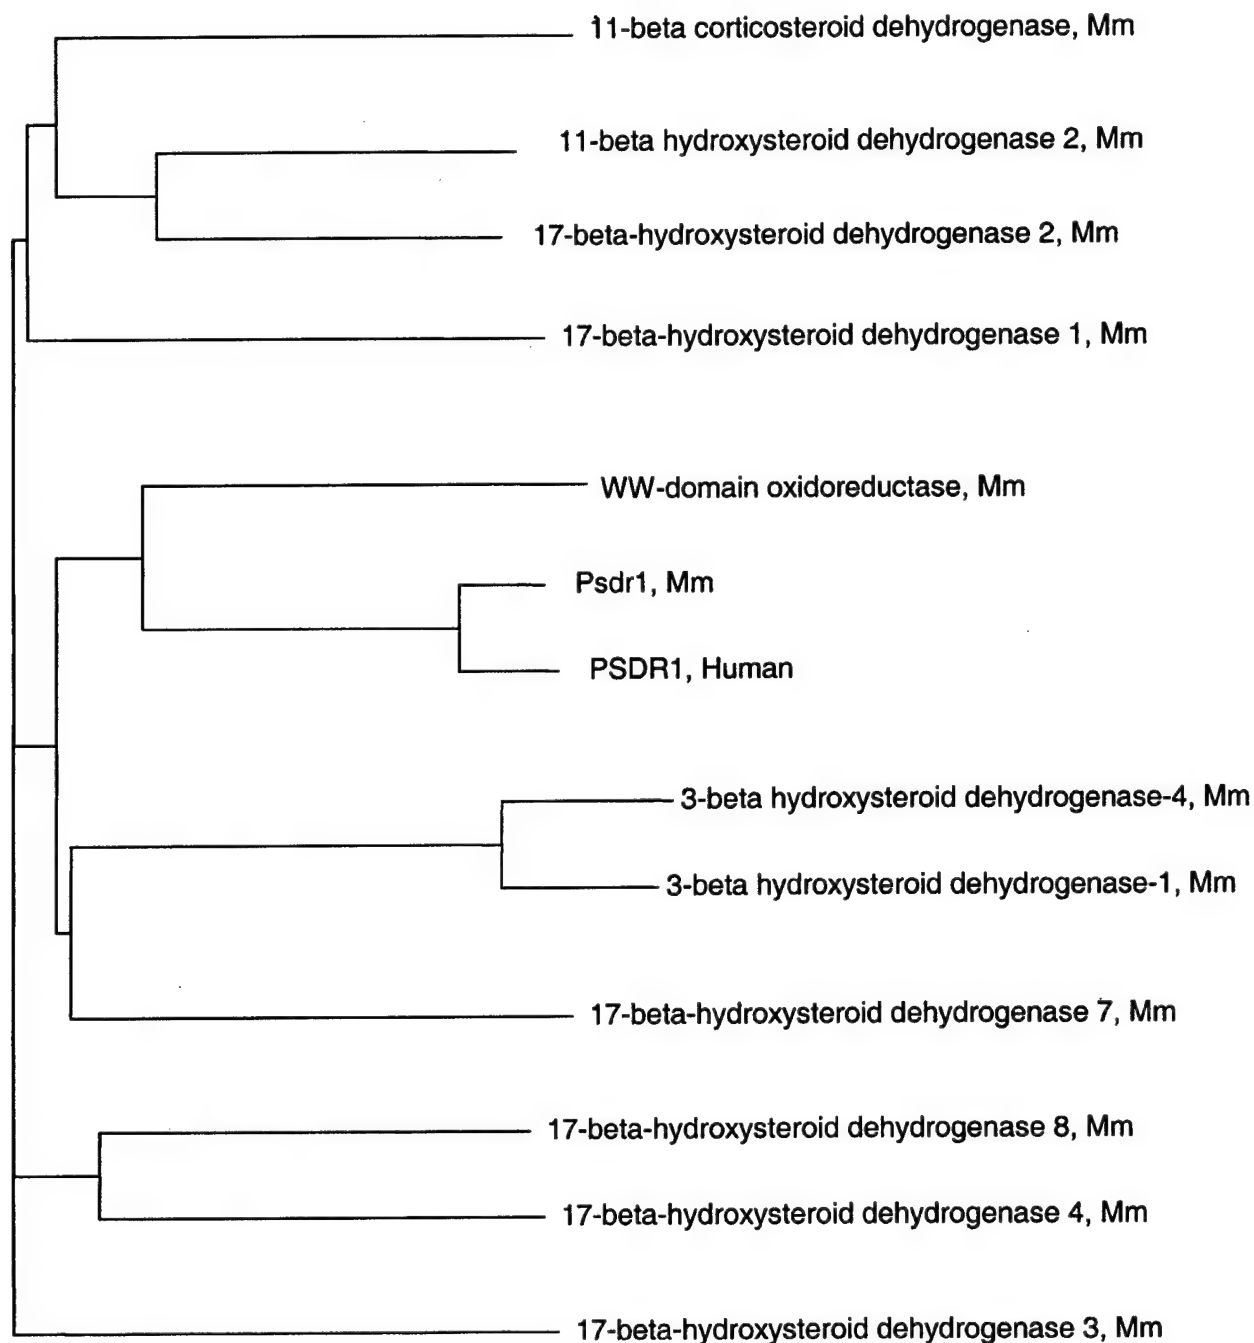 11-beta corticosteroid dehydrogenase, Mm
11-beta hydroxysteroid dehydrogenase 2, Mm
17-beta-hydroxysteroid dehydrogenase 2, Mm
17-beta-hydroxysteroid dehydrogenase 1, Mm
WW-domain oxidoreductase, Mm
Psdr1, Mm
PSDR1, Human
3-beta hydroxysteroid dehydrogenase-4, Mm
3-beta hydroxysteroid dehydrogenase-1, Mm
17-beta-hydroxysteroid dehydrogenase 7, Mm
17-beta-hydroxysteroid dehydrogenase 8, Mm
17-beta-hydroxysteroid dehydrogenase 4, Mm
17-beta-hydroxysteroid dehydrogenase 3, Mm